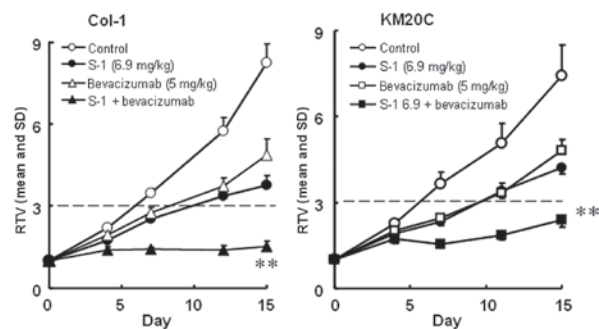 Col-1
RTV (mean and SD)
9
6
3
0
Control
S-1 (6.9 mg/kg)
Bevacizumab (5 mg/kg)
S-1 + bevacizumab
**
0
5
10
15
Day
KM20C
RTV (mean and SD)
9
6
3
0
Control
S-1 (6.9 mg/kg)
Bevacizumab (5 mg/kg)
S-1 6.9 + bevacizumab
**
0
5
10
15
Day